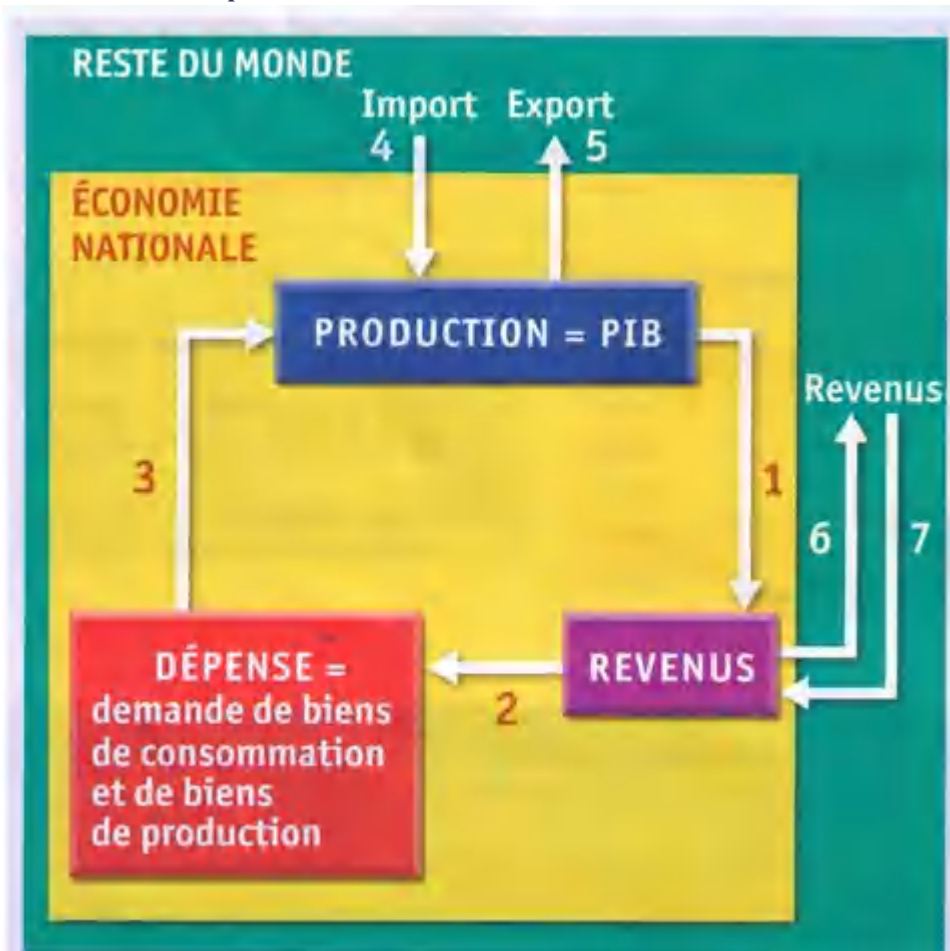 RESTE DU MONDE
Import Export
4 5
ÉCONOMIE
NATIONALE
PRODUCTION = PIB
Revenus
3
1
6
7
DÉPENSE =
demande de biens
de consommation
et de biens
de production
REVENUS
2